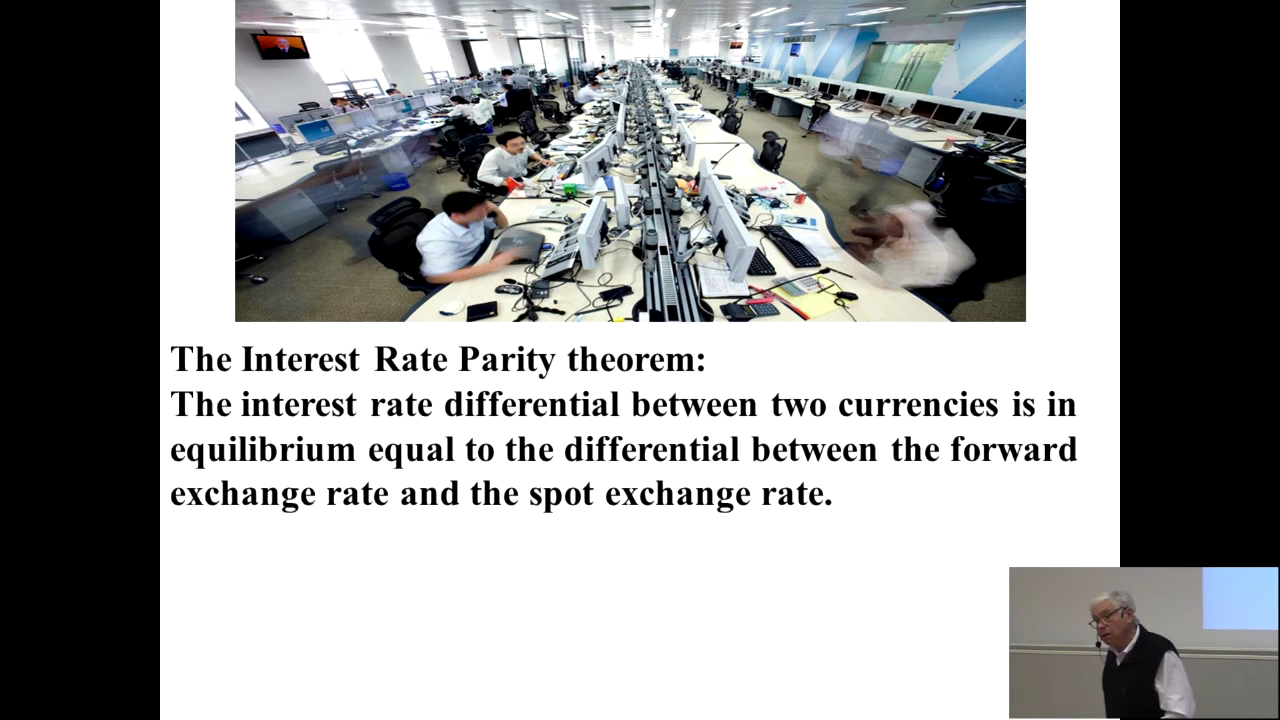 The Interest Rate Parity theorem:
The interest rate differential between two currencies is in
equilibrium equal to the differential between the forward
exchange rate and the spot exchange rate.